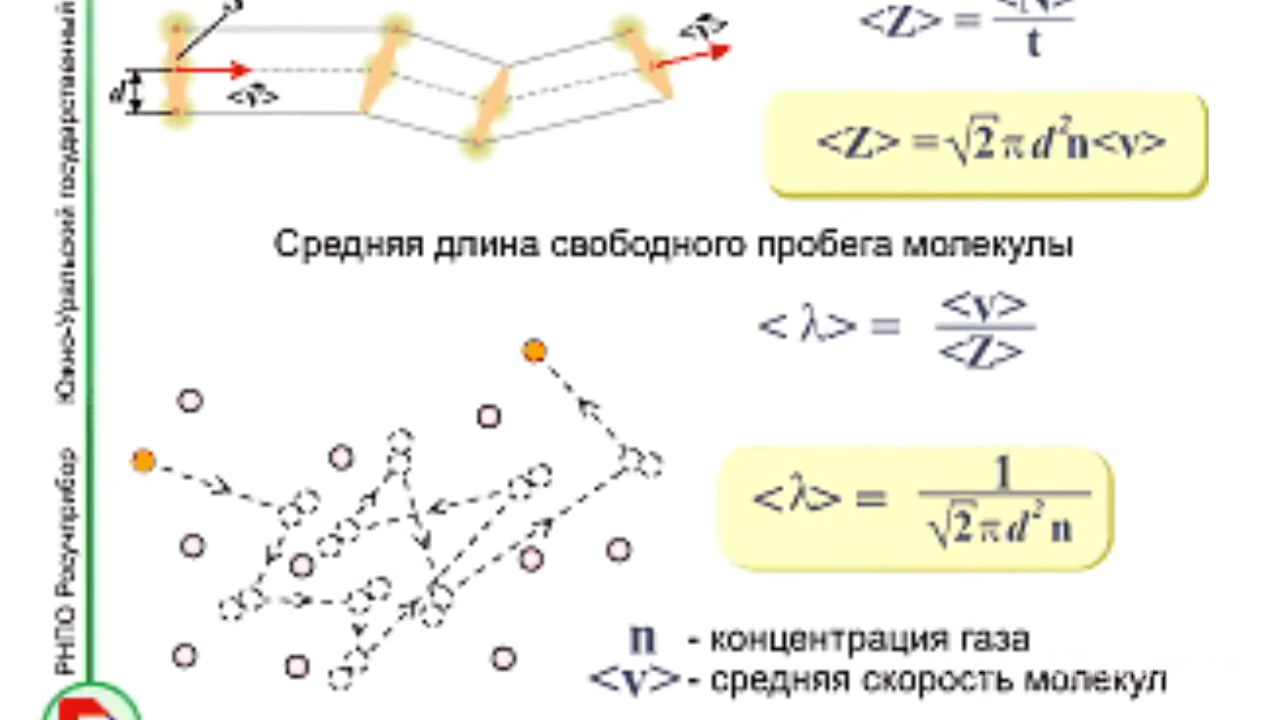 <Z> = <N>/t
d
<v>
<v>
<Z> = √2 π d²n<v>
Средняя длина свободного пробега молекулы
< λ> = <v>/<Z>
<λ> = 1/(√2 π d² n)
n - концентрация газа
<v> - средняя скорость молекул
РНПО Росучприбор Южно-Уральский государственный